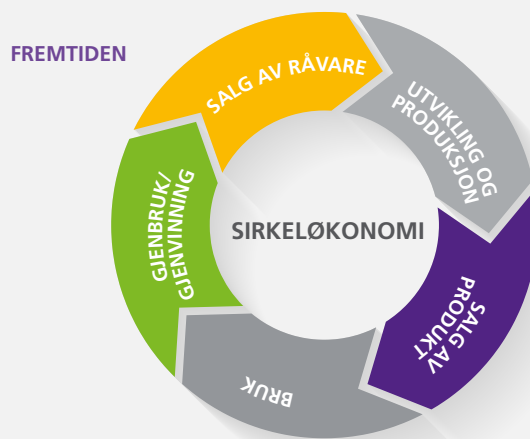 FREMTIDEN
SALG AV RÅVARE
UTVIKLING OG
PRODUKSJON
SALG AV
PRODUKT
BRUK
GJENBRUK/
GJENVINNING
SIRKELØKONOMI